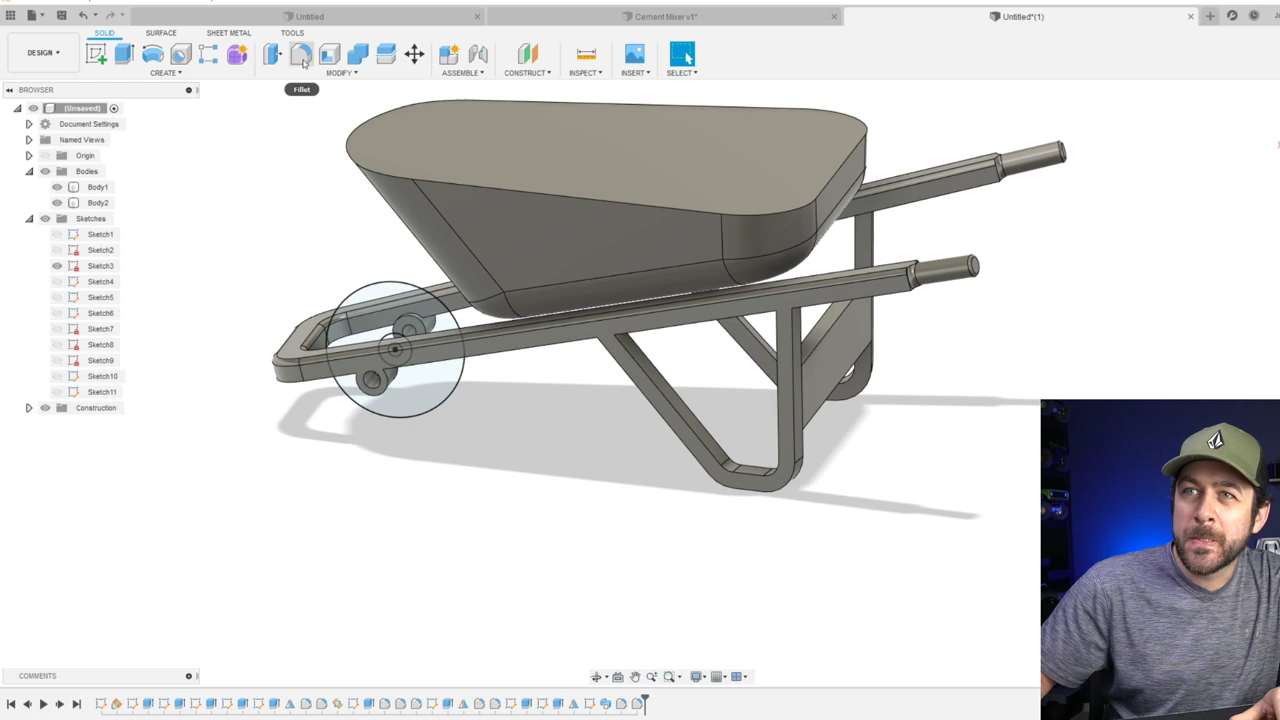 Untitled
Cement Mixer v1*
Untitled*(1)
SOLID
SURFACE
SHEET METAL
TOOLS
DESIGN
CREATE
MODIFY
ASSEMBLE
CONSTRUCT
INSPECT
INSERT
SELECT
BROWSER
Fillet
(Unsaved)
Document Settings
Named Views
Origin
Bodies
Body1
Body2
Sketches
Sketch1
Sketch2
Sketch3
Sketch4
Sketch5
Sketch6
Sketch7
Sketch8
Sketch9
Sketch10
Sketch11
Construction
COMMENTS